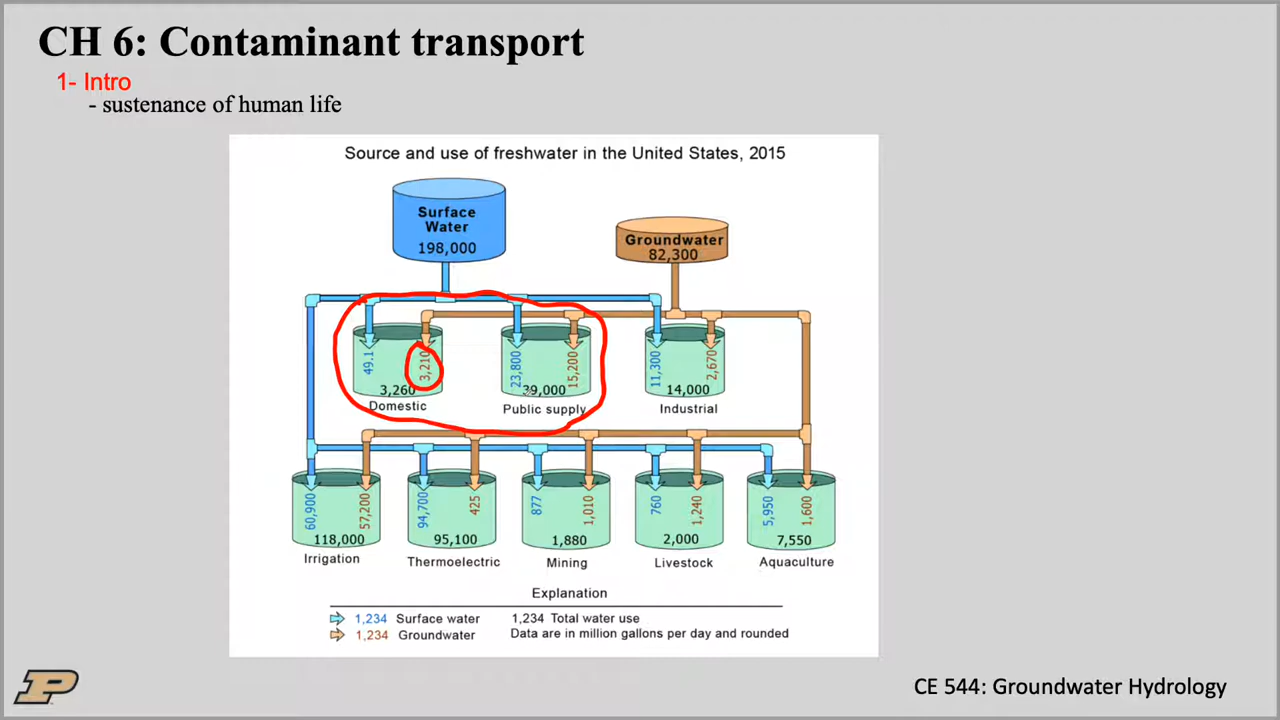 CH 6: Contaminant transport
1- Intro
- sustenance of human life
Source and use of freshwater in the United States, 2015
Surface
Water
198,000
Groundwater
82,300
49.1
3,210
3,260
Domestic
23,800
15,200
39,000
Public supply
11,300
2,670
14,000
Industrial
60,900
57,200
118,000
Irrigation
94,700
425
95,100
Thermoelectric
877
1,010
1,880
Mining
760
1,240
2,000
Livestock
5,950
1,600
7,550
Aquaculture
Explanation
1,234 Surface water 1,234 Total water use
1,234 Groundwater Data are in million gallons per day and rounded
P
CE 544: Groundwater Hydrology